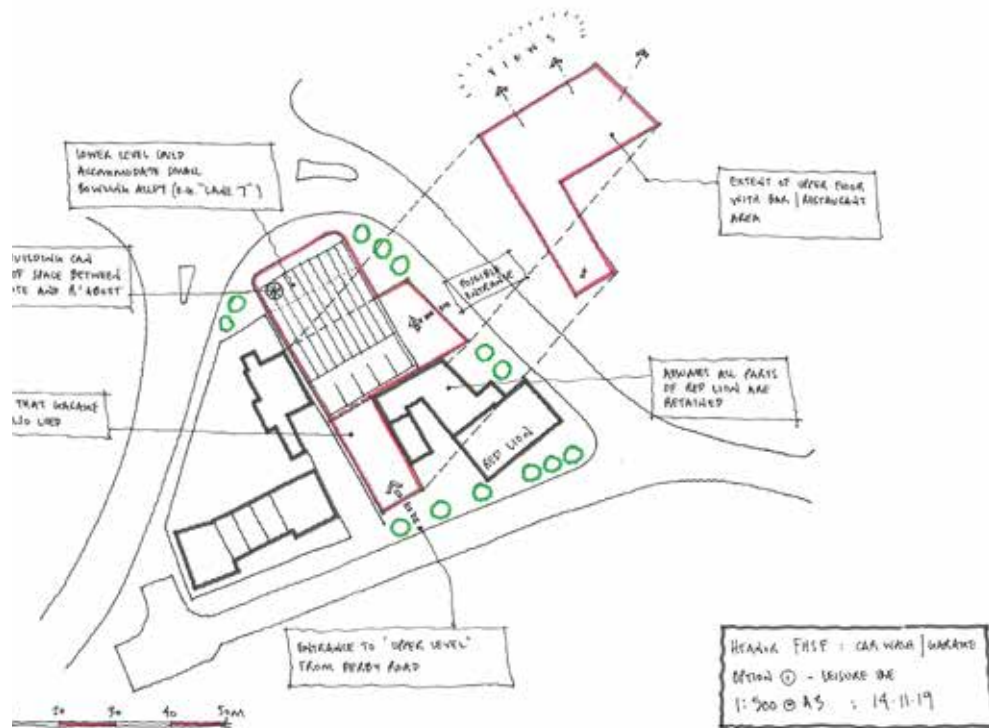 VIEWS
LOWER LEVEL COULD
ACCOMMODATE SMALL
BOWLING ALLEY (E.G. "LANE 7")
EXTENT OF UPPER FLOOR
WITH BAR / RESTAURANT
AREA
BUILDING CAN
OF SPACE BETWEEN
SITE AND R'ABOUT
POSSIBLE
ENTRANCE
ASSUMES ALL PARTS
OF RED LION ARE
RETAINED
THAT GARAGE
ALSO USED
RED LION
ENTRANCE TO "UPPER LEVEL"
FROM DERBY ROAD
HEANOR FHSF : CAR WASH / GARAGE
OPTION 1 - LEISURE USE
1:500 @ A3 : 14.11.19
20 30 40 50M